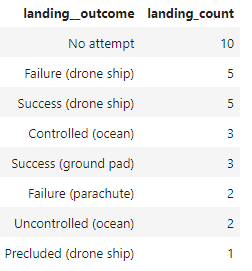 landing__outcome landing_count
No attempt 10
Failure (drone ship) 5
Success (drone ship) 5
Controlled (ocean) 3
Success (ground pad) 3
Failure (parachute) 2
Uncontrolled (ocean) 2
Precluded (drone ship) 1